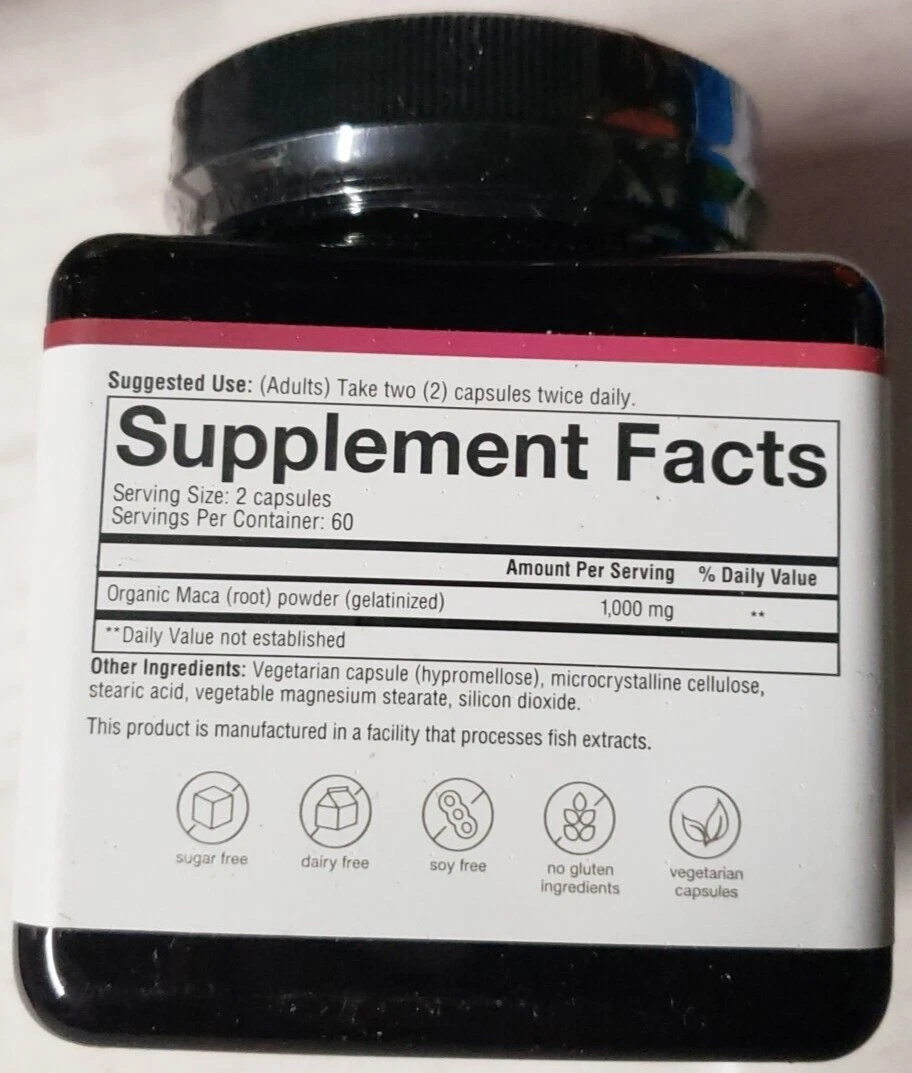 Suggested Use: (Adults) Take two (2) capsules twice daily.
Supplement Facts
Serving Size: 2 capsules
Servings Per Container: 60
Amount Per Serving % Daily Value
Organic Maca (root) powder (gelatinized) 1,000 mg **
**Daily Value not established
Other Ingredients: Vegetarian capsule (hypromellose), microcrystalline cellulose,
stearic acid, vegetable magnesium stearate, silicon dioxide.
This product is manufactured in a facility that processes fish extracts.
sugar free
dairy free
soy free
no gluten
ingredients
vegetarian
capsules